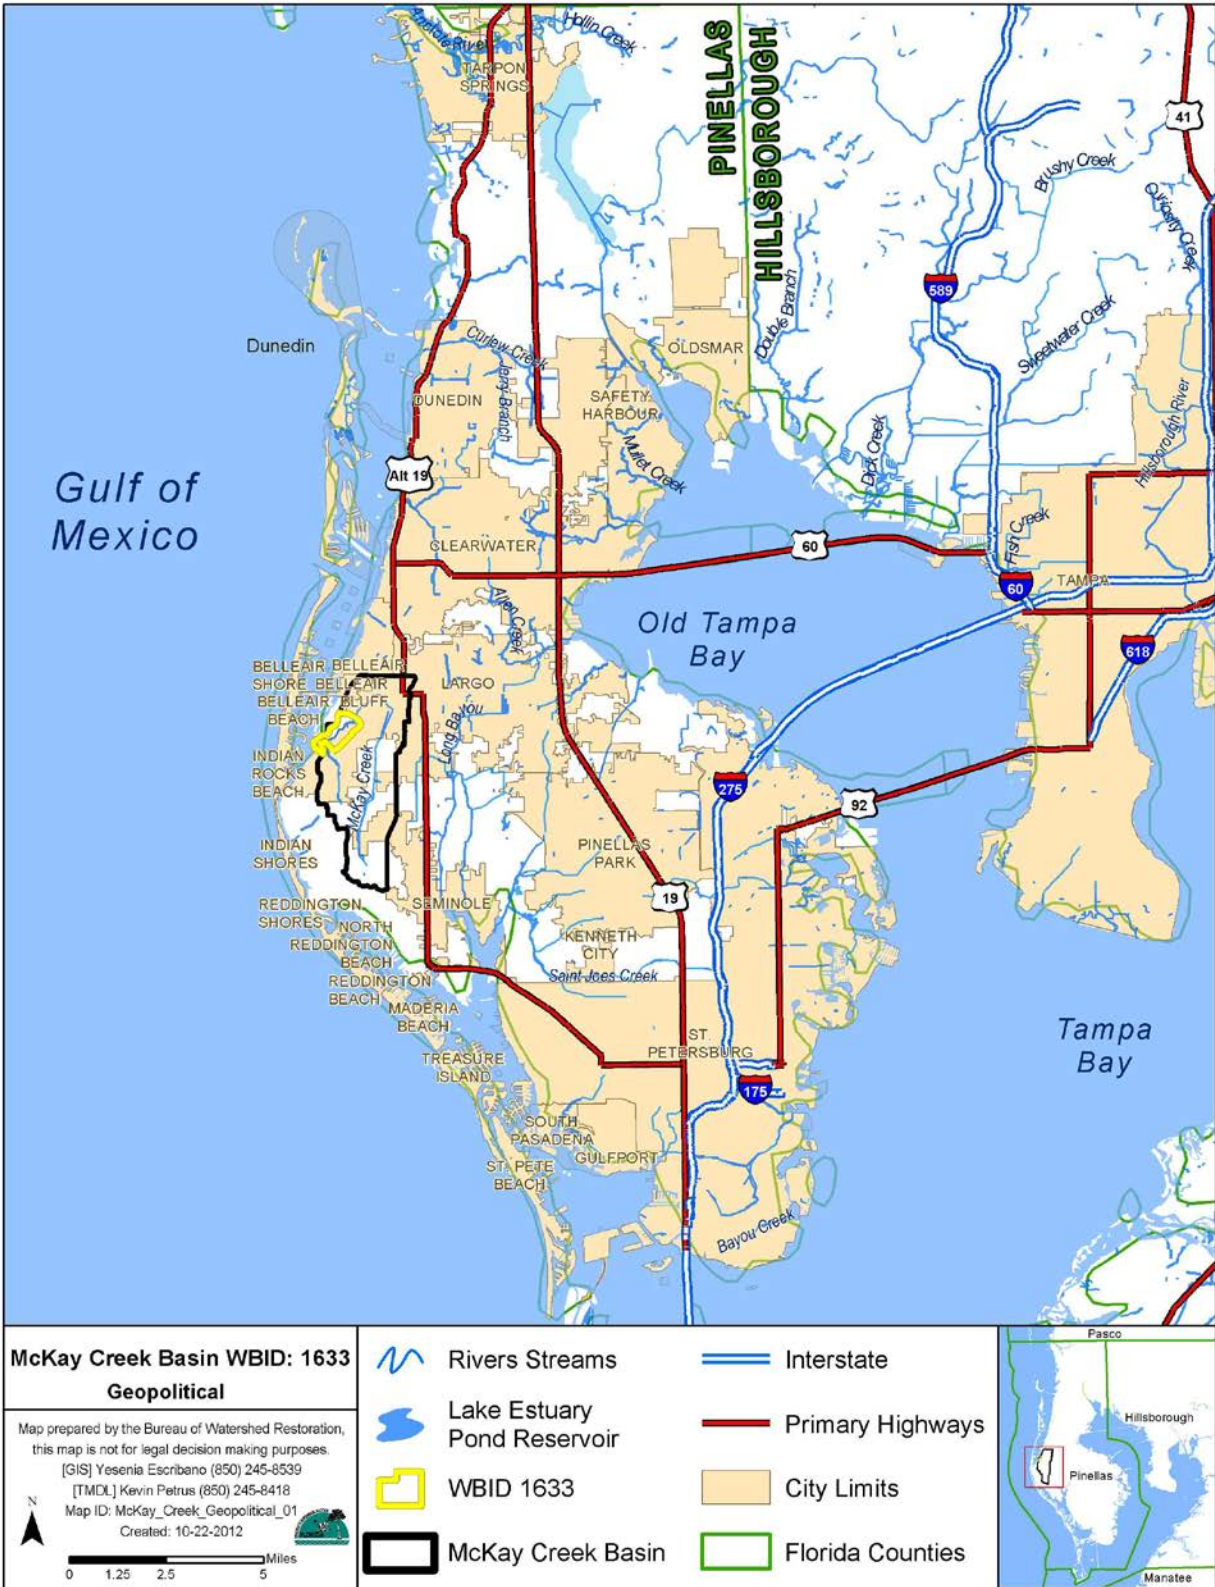 Anclote River
Hollin Creek
TARPON
SPRINGS
PINELLAS
HILLSBOROUGH
41
Brushy Creek
Curiosity Creek
589
Double Branch
Sweetwater Creek
Dunedin
Curlew Creek
OLDSMAR
Jerry Branch
DUNEDIN
SAFETY
HARBOUR
Mullet Creek
Dick Creek
Hillsborough River
Alt 19
Gulf of
Mexico
CLEARWATER
60
Fish Creek
60
TAMPA
Allen Creek
Old Tampa
Bay
618
BELLEAIR BELLEAIR
SHORE BELLEAIR
BELLEAIR BLUFF
BEACH
LARGO
Long Bayou
INDIAN
ROCKS
BEACH
McKay Creek
275
92
INDIAN
SHORES
PINELLAS
PARK
19
REDDINGTON
SHORES
NORTH
REDDINGTON
BEACH
REDDINGTON
BEACH
SEMINOLE
KENNETH
CITY
Saint Joes Creek
MADERIA
BEACH
ST.
PETERSBURG
Tampa
Bay
TREASURE
ISLAND
175
SOUTH
PASADENA
GULFPORT
ST. PETE
BEACH
Bayou Creek
McKay Creek Basin WBID: 1633
Geopolitical
Map prepared by the Bureau of Watershed Restoration,
this map is not for legal decision making purposes.
[GIS] Yesenia Escribano (850) 245-8539
[TMDL] Kevin Petrus (850) 245-8418
Map ID: McKay_Creek_Geopolitical_01
Created: 10-22-2012
N
Miles
0 1.25 2.5 5
Rivers Streams
Lake Estuary
Pond Reservoir
WBID 1633
McKay Creek Basin
Interstate
Primary Highways
City Limits
Florida Counties
Pasco
Hillsborough
Pinellas
Manatee